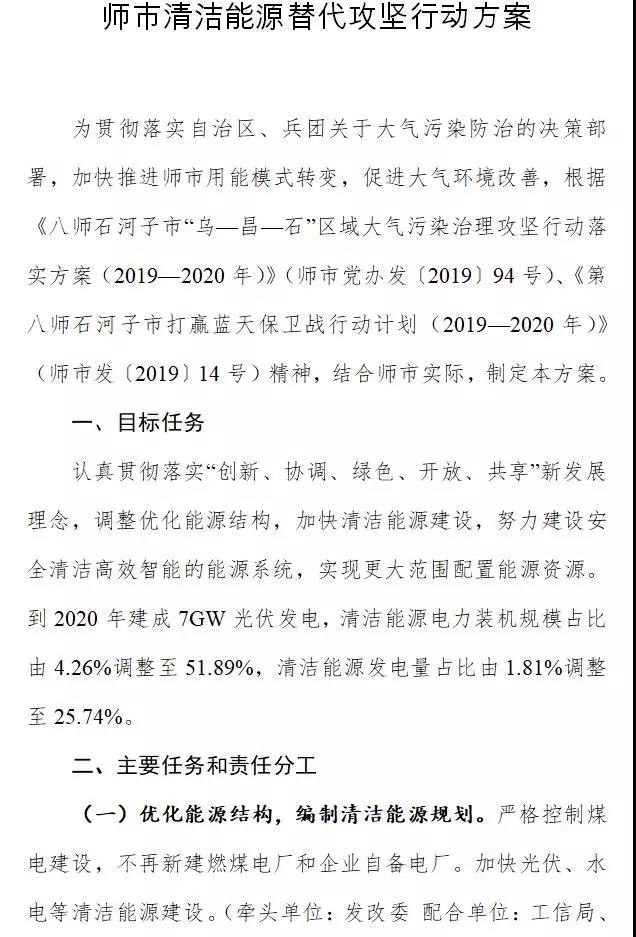 师市清洁能源替代攻坚行动方案
为贯彻落实自治区、兵团关于大气污染防治的决策部
署，加快推进师市用能模式转变，促进大气环境改善，根据
《八师石河子市“乌—昌—石”区域大气污染治理攻坚行动落
实方案（2019—2020 年）》（师市党办发〔2019〕94 号）、《第
八师石河子市打赢蓝天保卫战行动计划（2019—2020 年）》
（师市发〔2019〕14 号）精神，结合师市实际，制定本方案。
一、目标任务
认真贯彻落实“创新、协调、绿色、开放、共享”新发展
理念，调整优化能源结构，加快清洁能源建设，努力建设安
全清洁高效智能的能源系统，实现更大范围配置能源资源。
到 2020 年建成 7GW 光伏发电，清洁能源电力装机规模占比
由 4.26%调整至 51.89%，清洁能源发电量占比由 1.81%调整
至 25.74%。
二、主要任务和责任分工
（一）优化能源结构，编制清洁能源规划。严格控制煤
电建设，不再新建燃煤电厂和企业自备电厂。加快光伏、水
电等清洁能源建设。（牵头单位：发改委 配合单位：工信局、